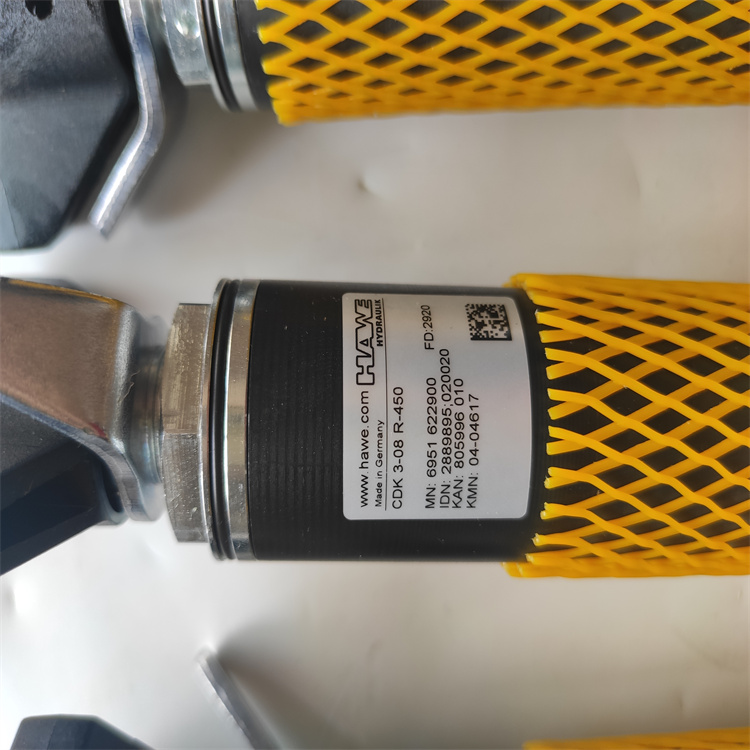 www.hawe.com HAWE
HYDRAULIK
Made in Germany
CDK 3-08 R-450
MN: 6951 622900 FD:2920
IDN: 2889895;020020
KAN: 805996 010
KMN: 04-04617